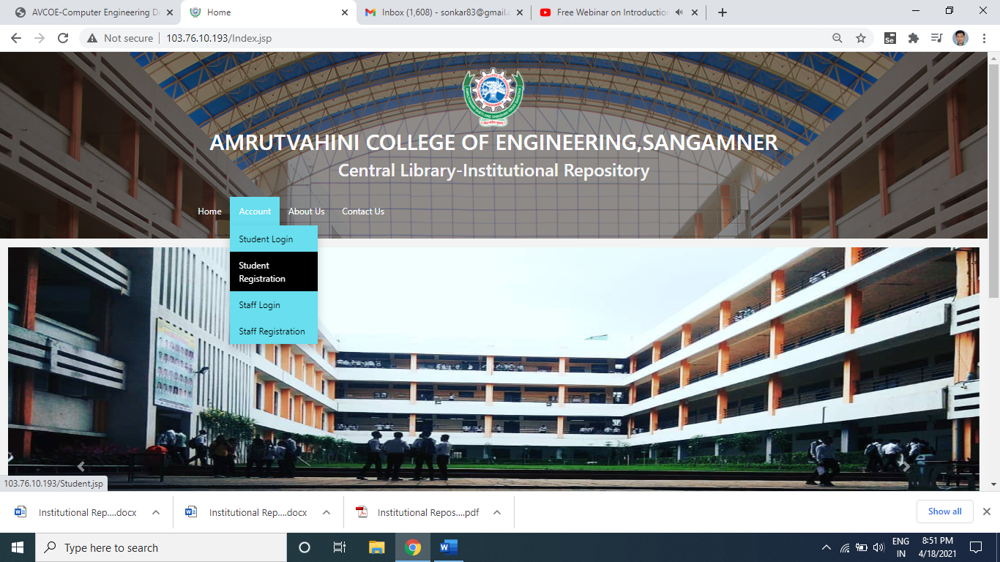 AVCOE-Computer Engineering D
Home
Inbox (1,608) - sonkar83@gmail.
Free Webinar on Introduction
Not secure
103.76.10.193/Index.jsp
Se
AMRUTVAHINI COLLEGE OF ENGINEERING,SANGAMNER
Central Library-Institutional Repository
Home
Account
About Us
Contact Us
Student Login
Student
Registration
Staff Login
Staff Registration
103.76.10.193/Student.jsp
Institutional Rep....docx
Institutional Rep....docx
Institutional Repos....pdf
Show all
Type here to search
ENG
IN
8:51 PM
4/18/2021